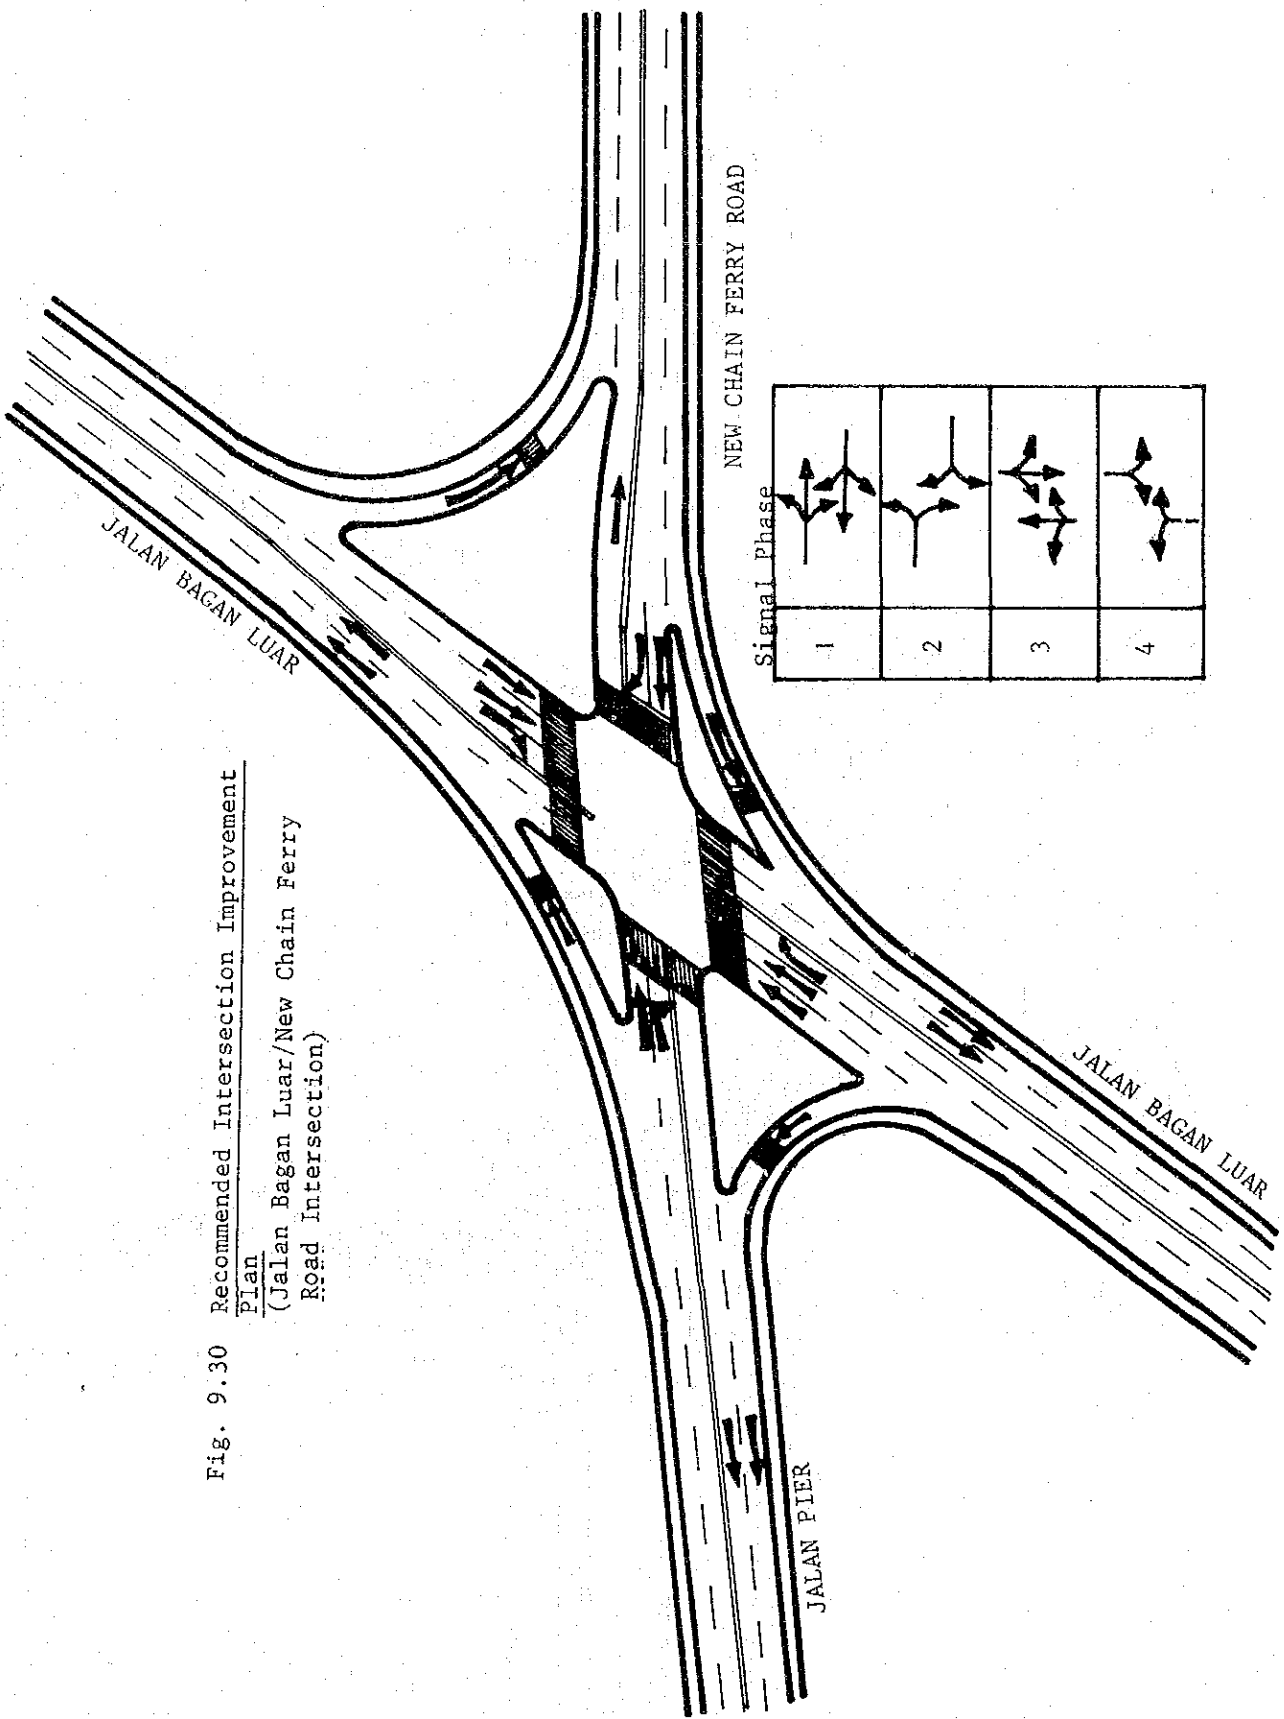 Fig. 9.30 Recommended Intersection Improvement
Plan
(Jalan Bagan Luar/New Chain Ferry
Road Intersection)
JALAN BAGAN LUAR
NEW CHAIN FERRY ROAD
JALAN PIER
JALAN BAGAN LUAR
Signal Phase
1
2
3
4